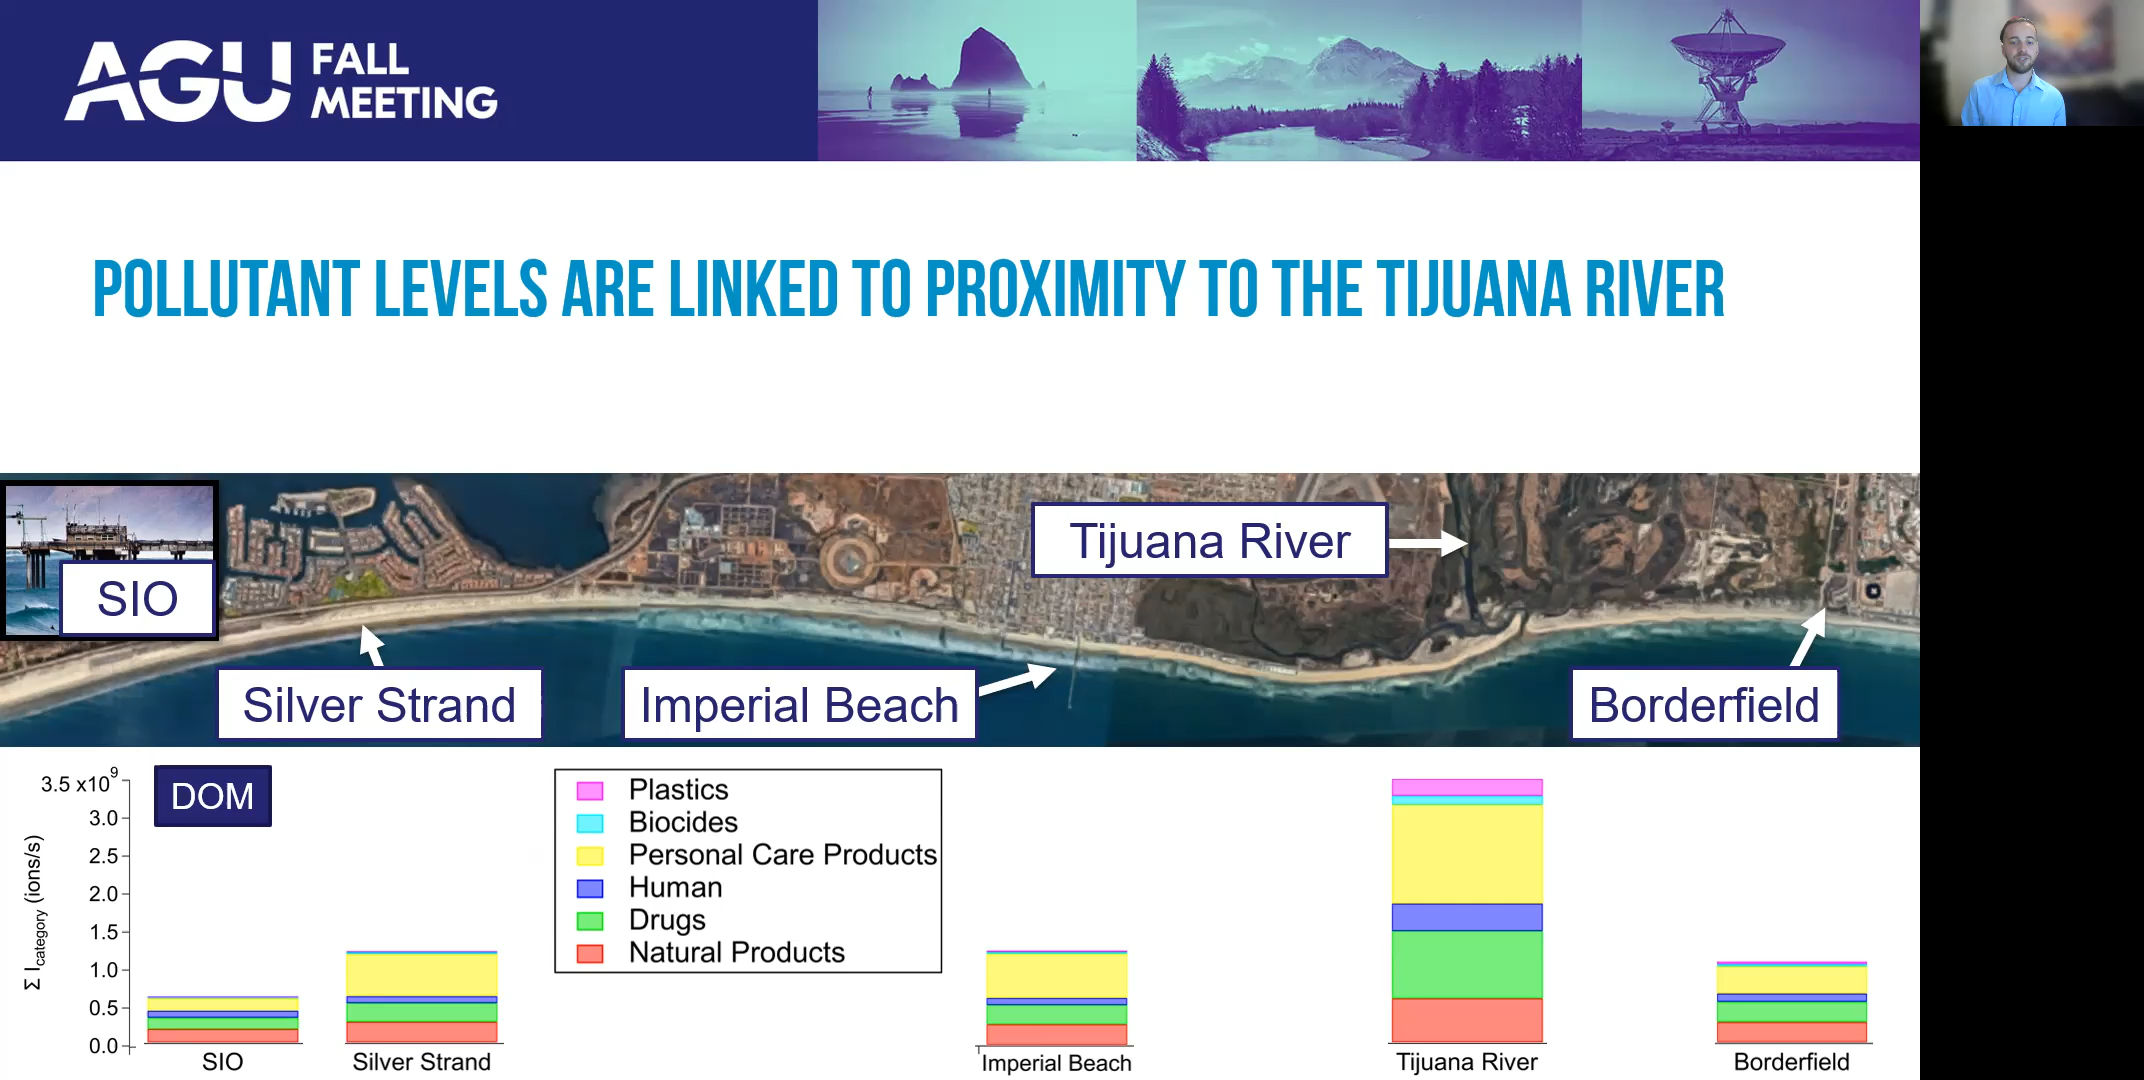 AGU FALL
MEETING
POLLUTANT LEVELS ARE LINKED TO PROXIMITY TO THE TIJUANA RIVER
SIO
Silver Strand
Imperial Beach
Tijuana River
Borderfield
DOM
Σ Icategory (ions/s)
3.5 x10⁹
3.0
2.5
2.0
1.5
1.0
0.5
0.0
Plastics
Biocides
Personal Care Products
Human
Drugs
Natural Products
SIO
Silver Strand
Imperial Beach
Tijuana River
Borderfield